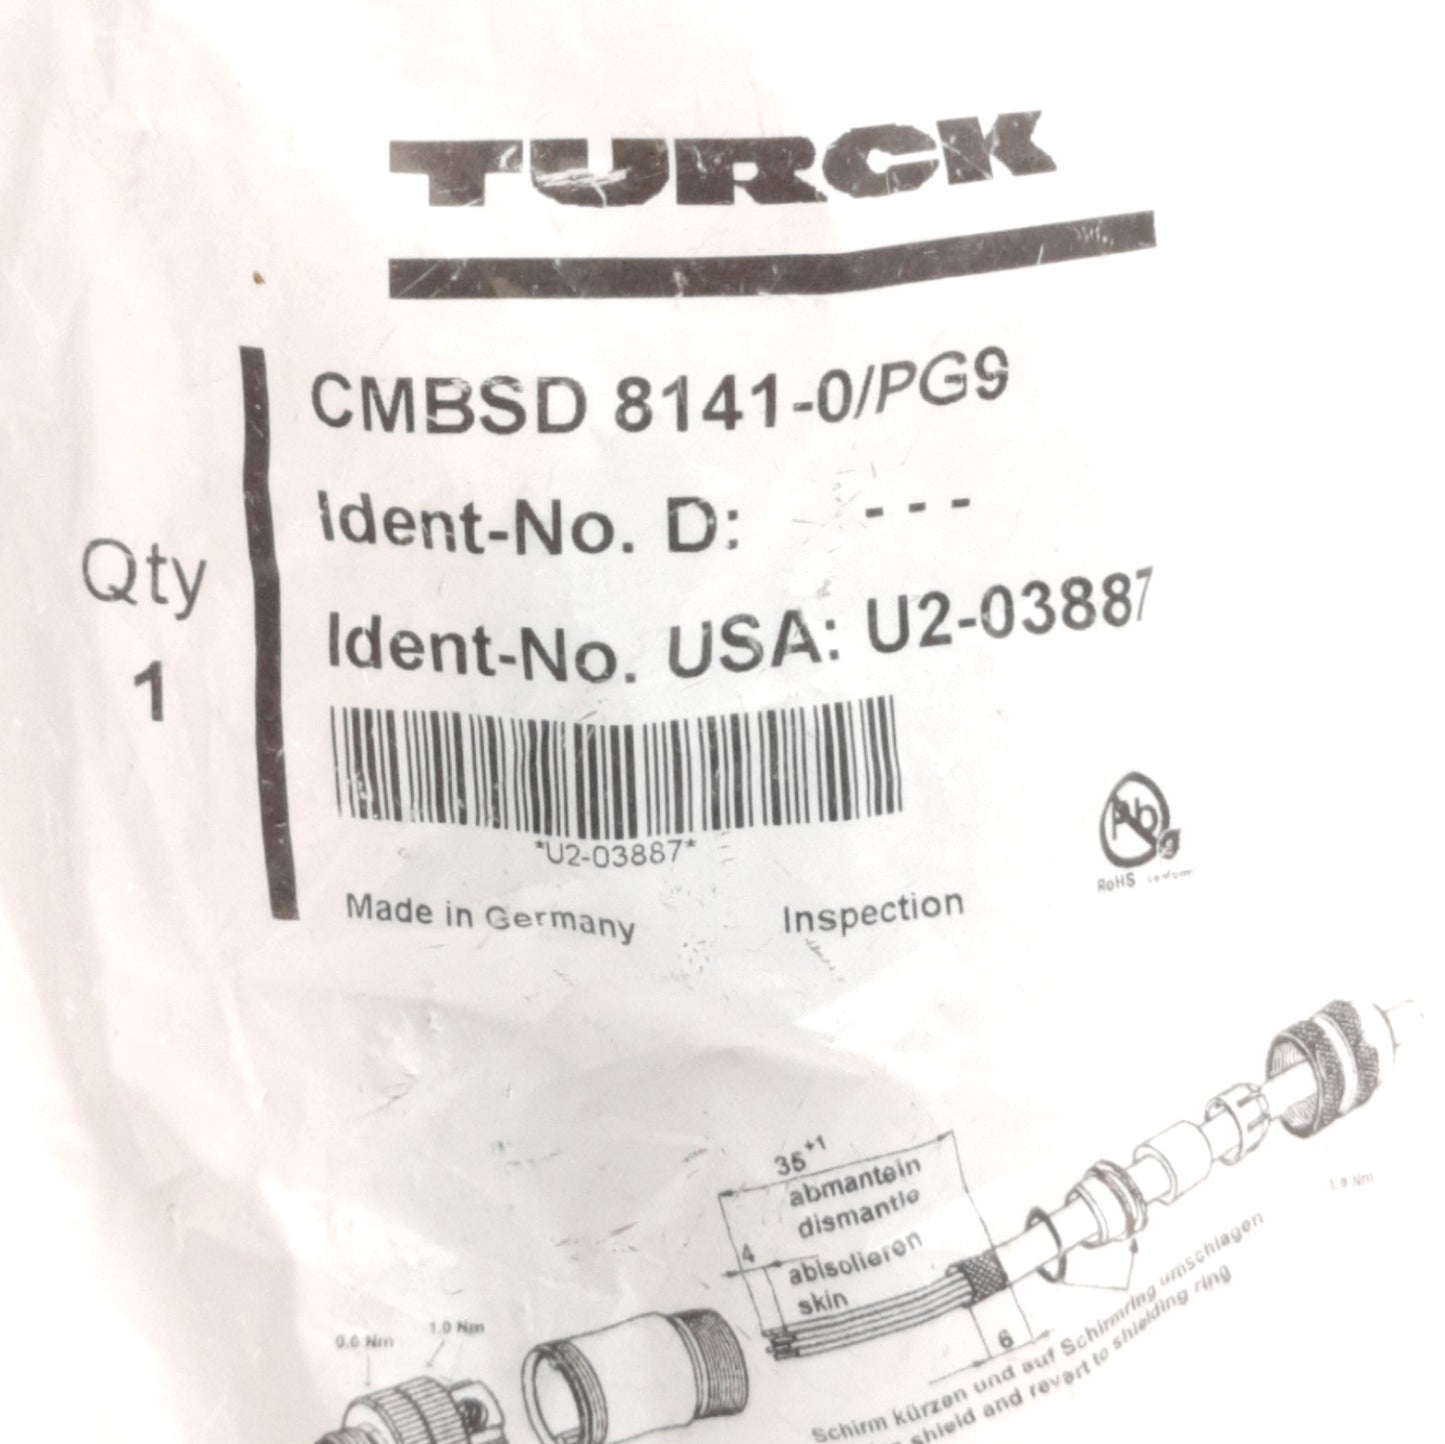 TURCK
CMBSD 8141-0/PG9
Ident-No. D: - - -
Qty
1
Ident-No. USA: U2-03887
*U2-03887*
Made in Germany
Inspection
Pb
RoHS
35+1
abmanteln
dismantle
4
abisolieren
skin
6
1.0 Nm
0.6 Nm
Schirm kürzen und auf Schirmring umschlagen
shield and revert to shielding ring